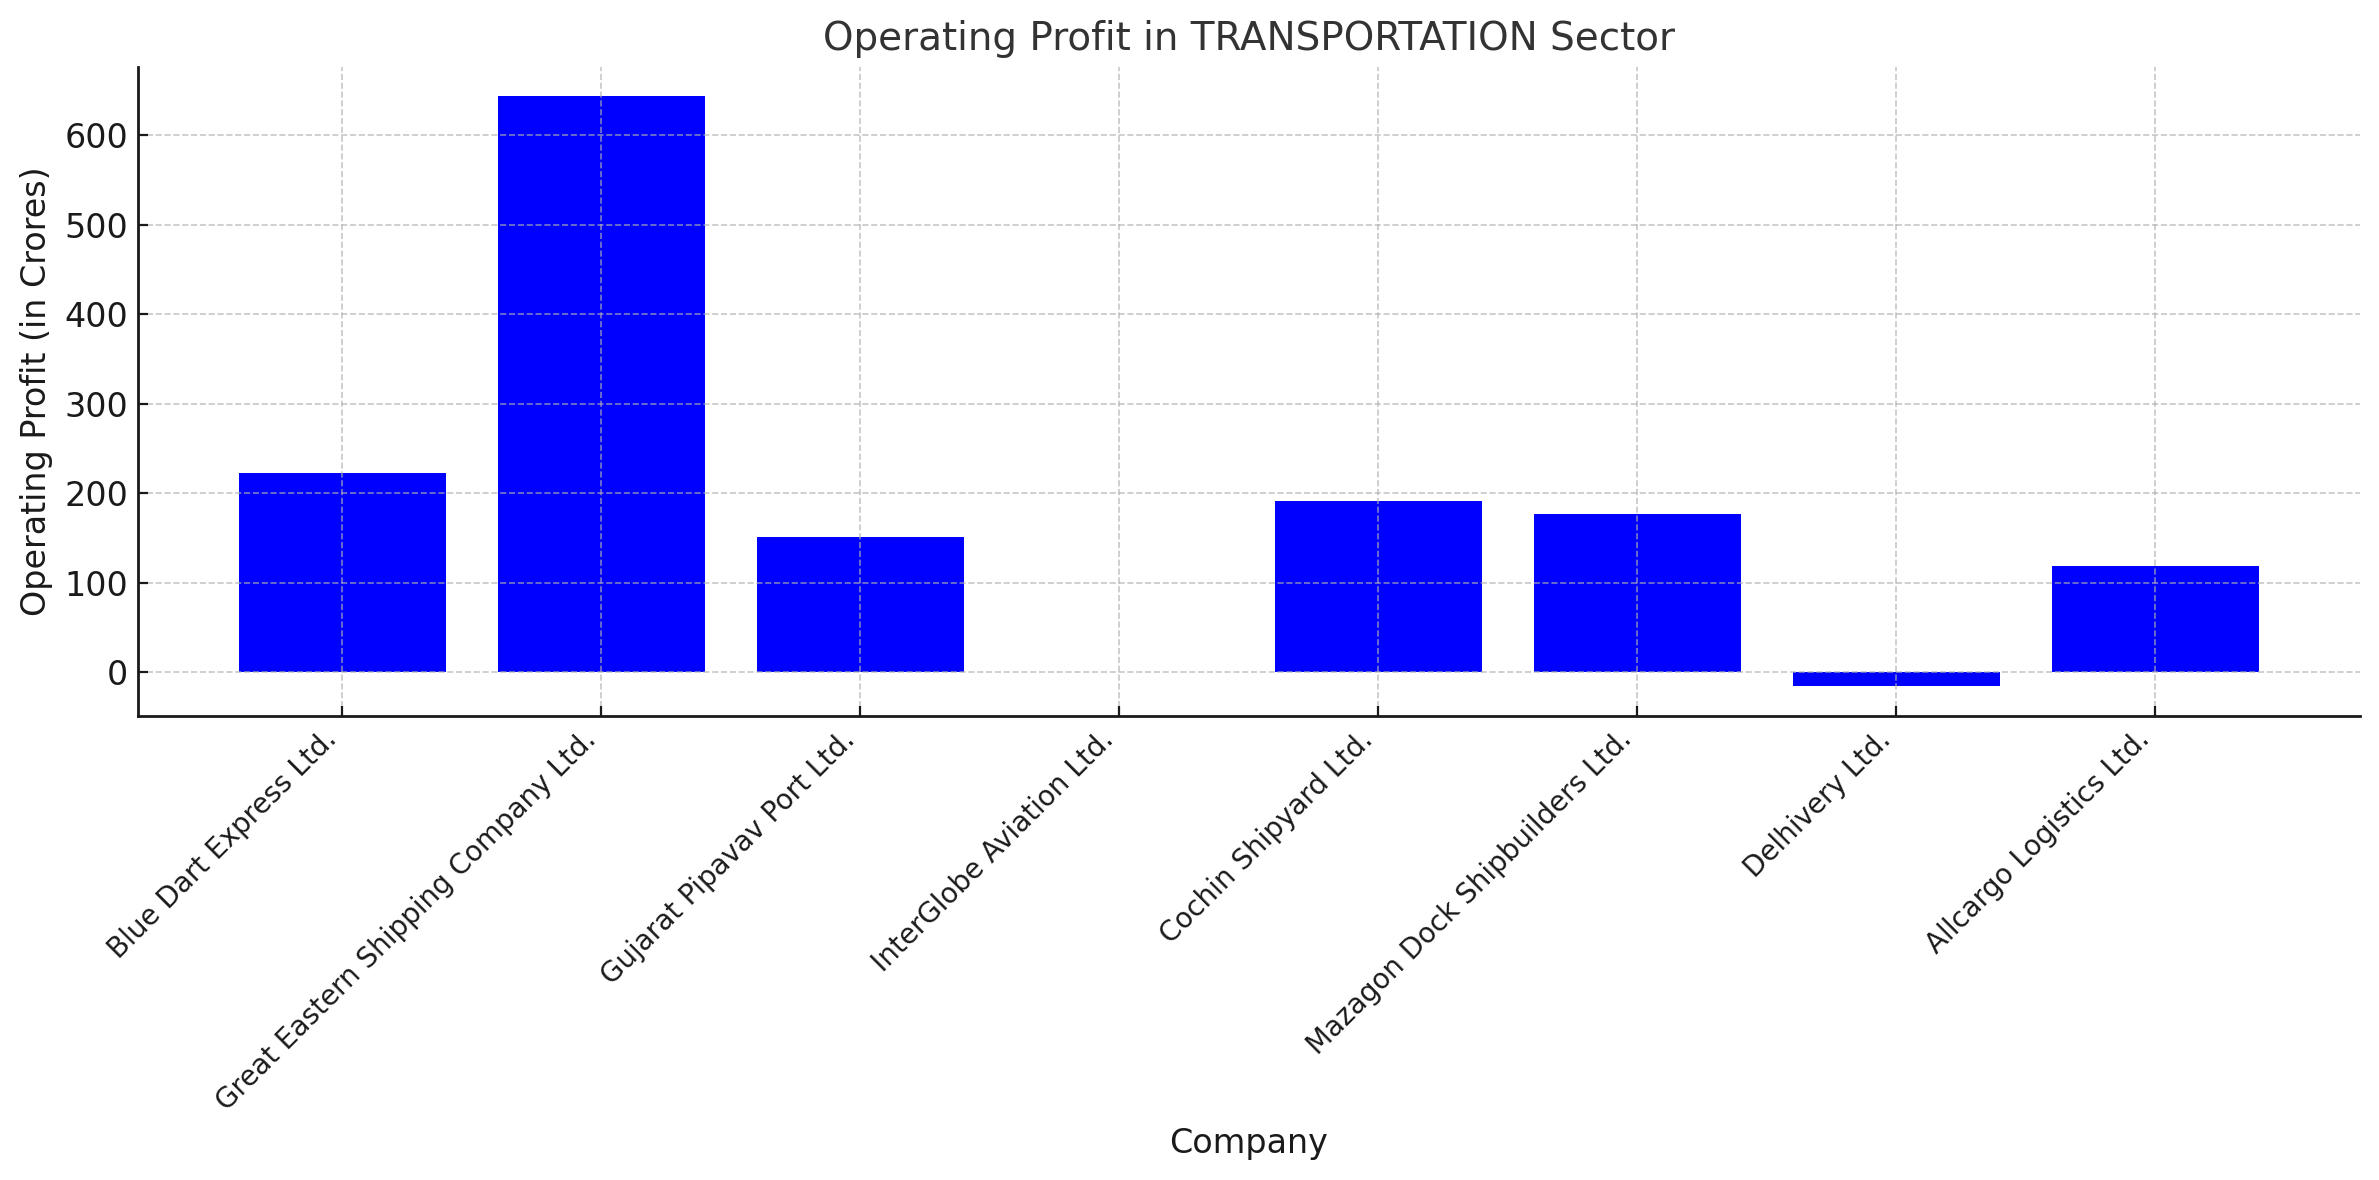 Operating Profit in TRANSPORTATION Sector
Operating Profit (in Crores)
600
500
400
300
200
100
0
Blue Dart Express Ltd.
Great Eastern Shipping Company Ltd.
Gujarat Pipavav Port Ltd.
InterGlobe Aviation Ltd.
Cochin Shipyard Ltd.
Mazagon Dock Shipbuilders Ltd.
Delhivery Ltd.
Allcargo Logistics Ltd.
Company